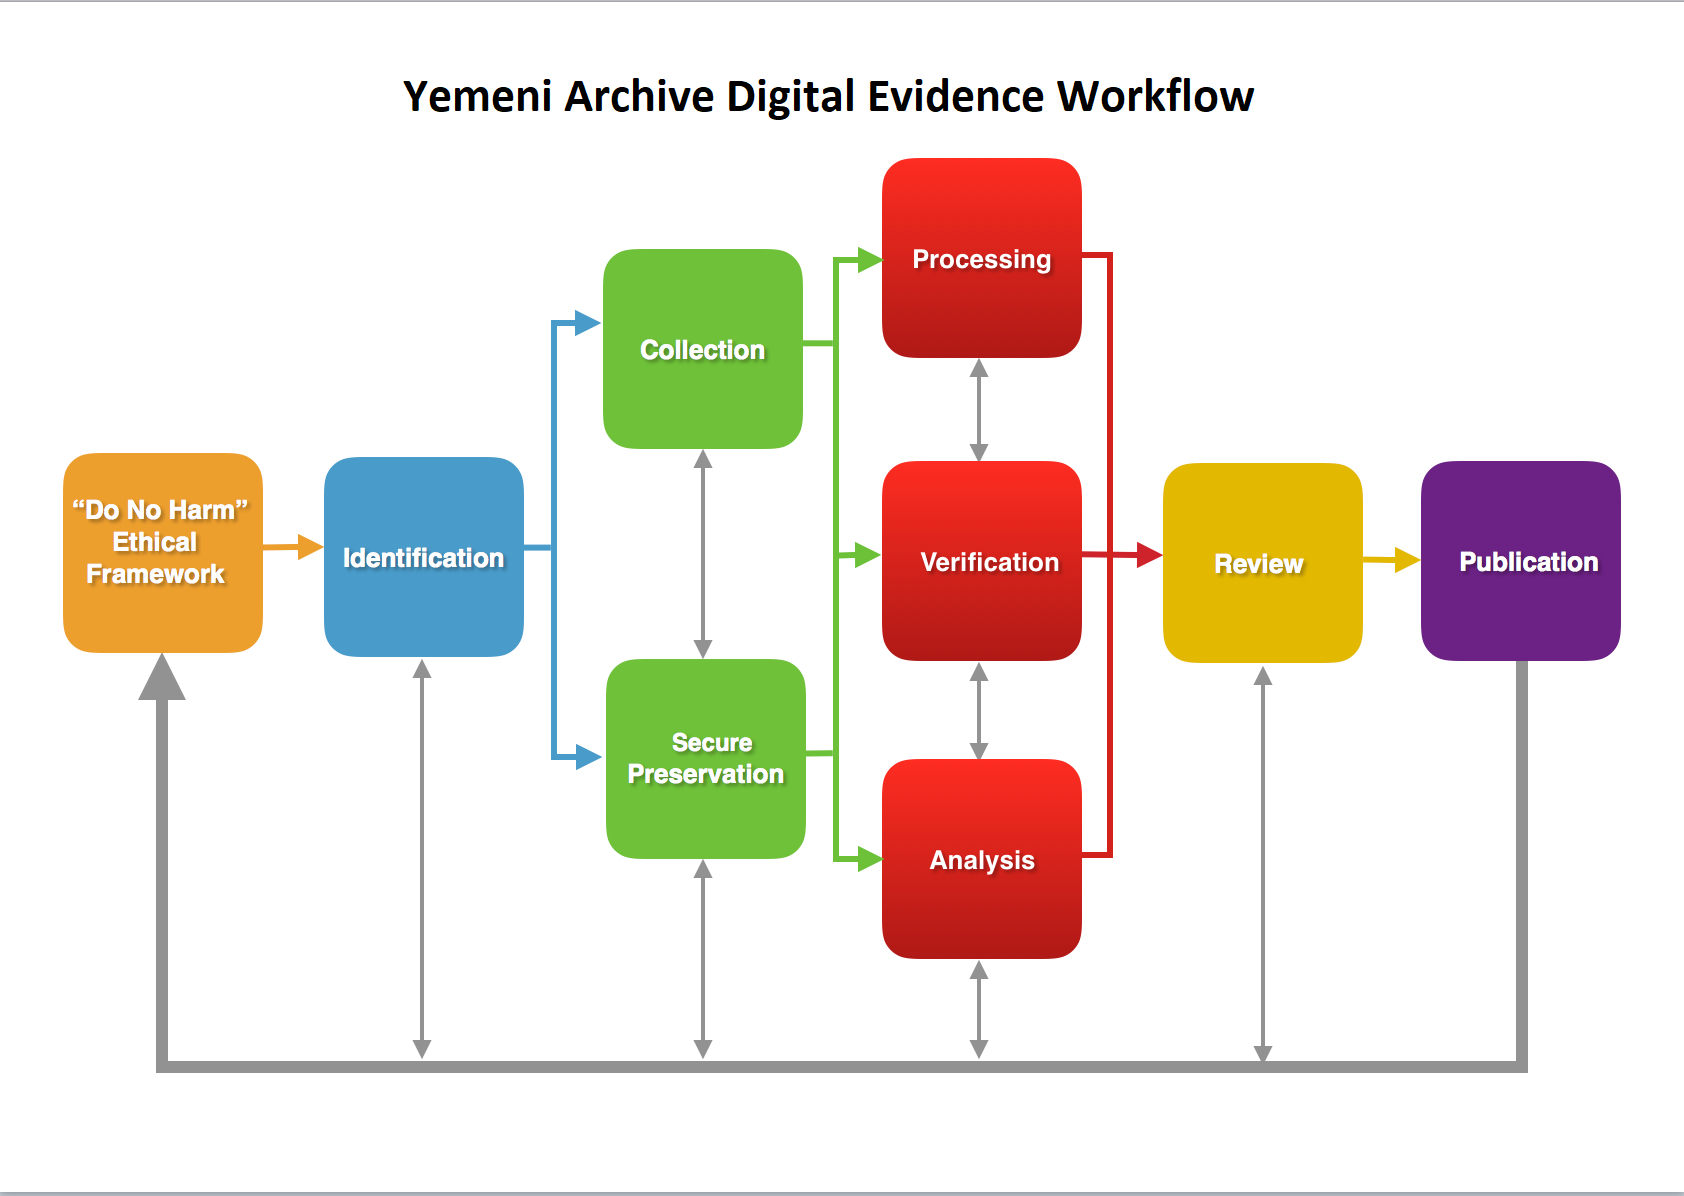 Yemeni Archive Digital Evidence Workflow
Processing
Collection
“Do No Harm”
Ethical
Framework
Identification
Verification
Review
Publication
Secure
Preservation
Analysis